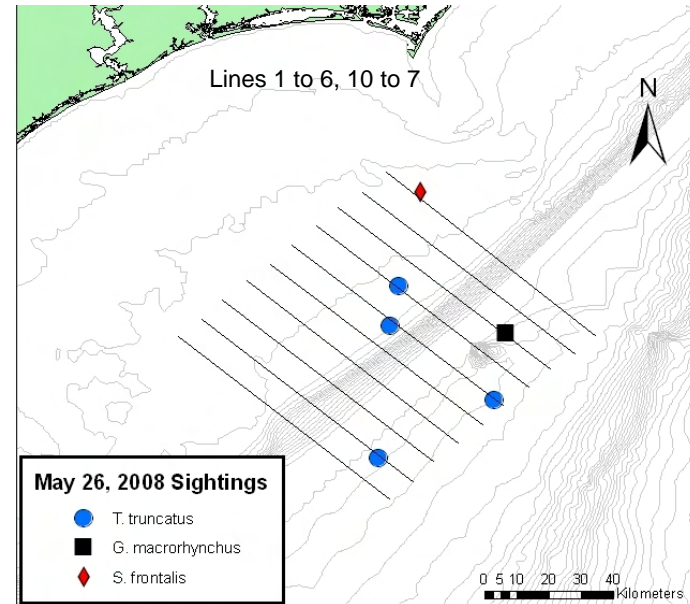 Lines 1 to 6, 10 to 7
N
May 26, 2008 Sightings
T. truncatus
G. macrorhynchus
S. frontalis
0 5 10 20 30 40
Kilometers